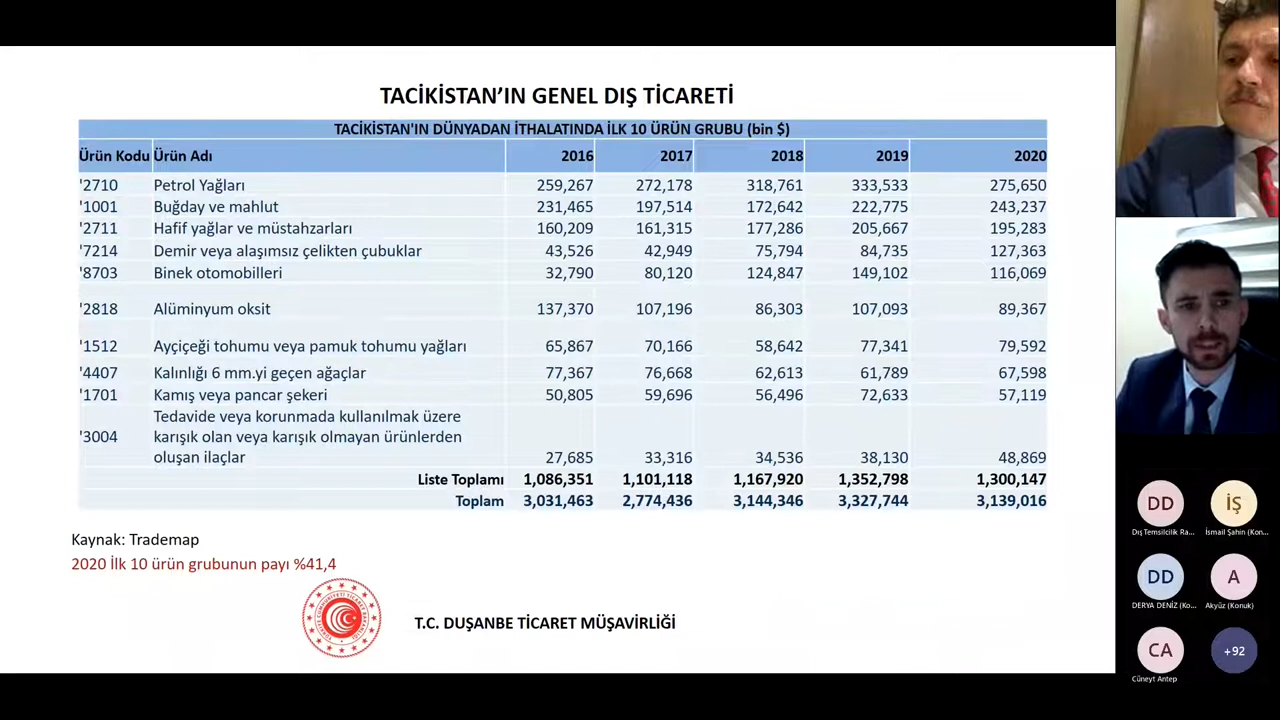 TACİKİSTAN’IN GENEL DIŞ TİCARETİ
TACİKİSTAN'IN DÜNYADAN İTHALATINDA İLK 10 ÜRÜN GRUBU (bin $)
Ürün Kodu Ürün Adı 2016 2017 2018 2019 2020
'2710 Petrol Yağları 259,267 272,178 318,761 333,533 275,650
'1001 Buğday ve mahlut 231,465 197,514 172,642 222,775 243,237
'2711 Hafif yağlar ve müstahzarları 160,209 161,315 177,286 205,667 195,283
'7214 Demir veya alaşımsız çelikten çubuklar 43,526 42,949 75,794 84,735 127,363
'8703 Binek otomobilleri 32,790 80,120 124,847 149,102 116,069
'2818 Alüminyum oksit 137,370 107,196 86,303 107,093 89,367
'1512 Ayçiçeği tohumu veya pamuk tohumu yağları 65,867 70,166 58,642 77,341 79,592
'4407 Kalınlığı 6 mm.yi geçen ağaçlar 77,367 76,668 62,613 61,789 67,598
'1701 Kamış veya pancar şekeri 50,805 59,696 56,496 72,633 57,119
Tedavide veya korunmada kullanılmak üzere
'3004 karışık olan veya karışık olmayan ürünlerden
oluşan ilaçlar 27,685 33,316 34,536 38,130 48,869
Liste Toplamı 1,086,351 1,101,118 1,167,920 1,352,798 1,300,147
Toplam 3,031,463 2,774,436 3,144,346 3,327,744 3,139,016
Kaynak: Trademap
2020 İlk 10 ürün grubunun payı %41,4
T.C. DUŞANBE TİCARET MÜŞAVİRLİĞİ
DD İŞ
Dış Temsilcilik Ra... İsmail Şahin (Kon...
DD A
DERYA DENİZ (Ko... Akyüz (Konuk)
CA +92
Cüneyt Antep